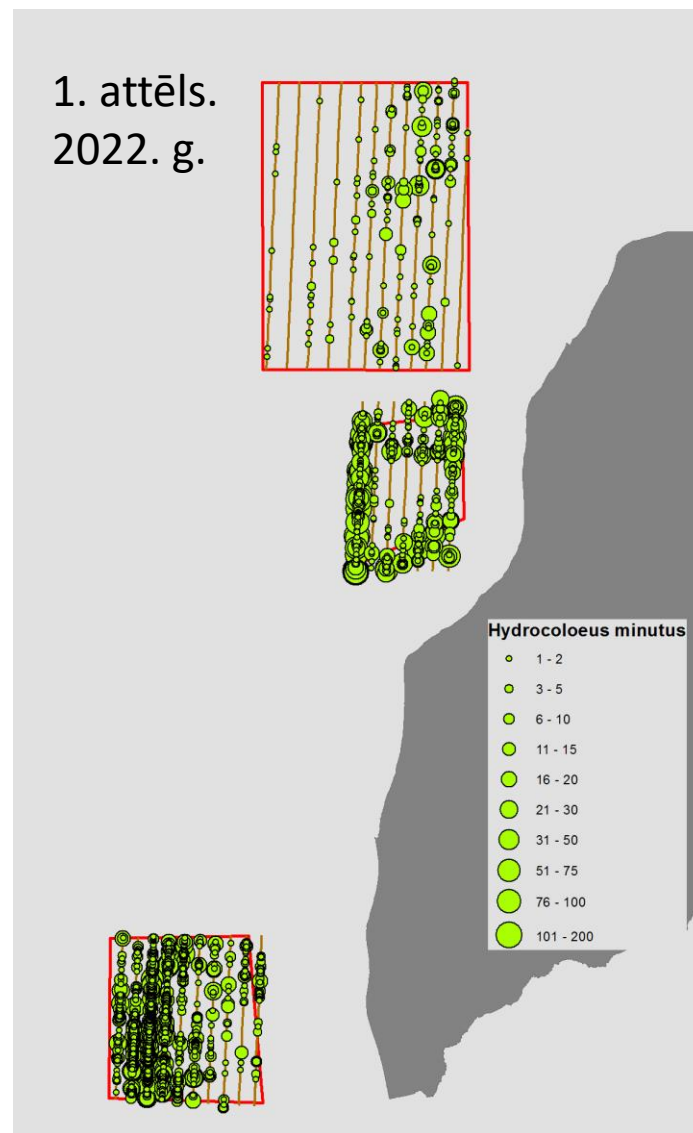 1. attēls.
2022. g.
Hydrocoloeus minutus
1 - 2
3 - 5
6 - 10
11 - 15
16 - 20
21 - 30
31 - 50
51 - 75
76 - 100
101 - 200